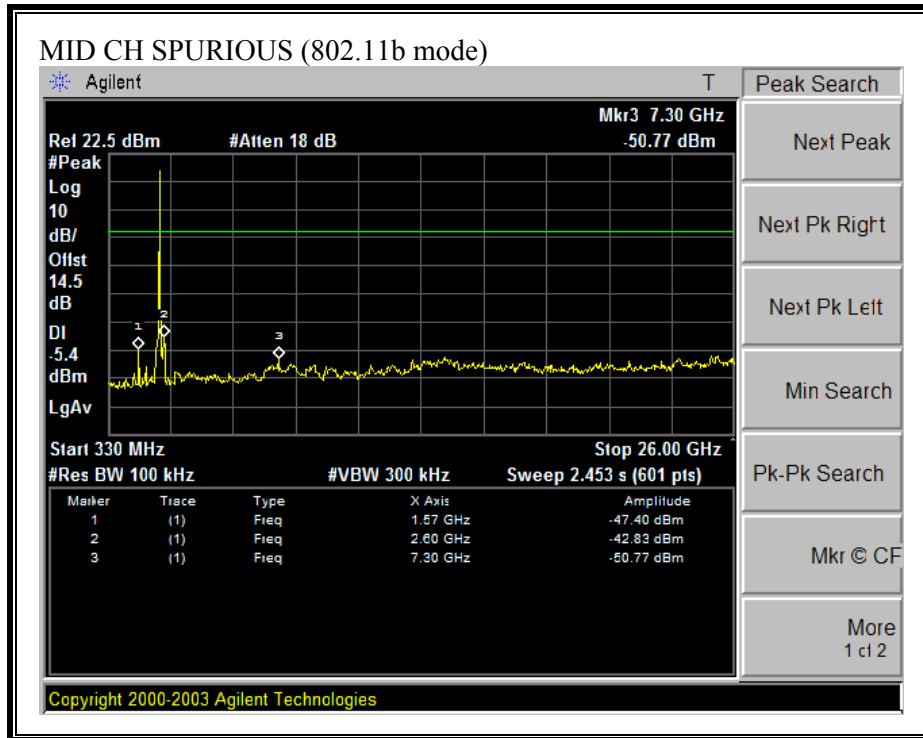 MID CH SPURIOUS (802.11b mode)
Agilent T Peak Search
Mkr3 7.30 GHz
Ref 22.5 dBm #Atten 18 dB -50.77 dBm
#Peak
Log
10
dB/
Offst
14.5
dB
DI
-5.4
dBm
LgAv
1
2
3
Start 330 MHz Stop 26.00 GHz
#Res BW 100 kHz #VBW 300 kHz Sweep 2.453 s (601 pts)
Marker Trace Type X Axis Amplitude
1 (1) Freq 1.57 GHz -47.40 dBm
2 (1) Freq 2.60 GHz -42.83 dBm
3 (1) Freq 7.30 GHz -50.77 dBm
Next Peak
Next Pk Right
Next Pk Left
Min Search
Pk-Pk Search
Mkr © CF
More
1 of 2
Copyright 2000-2003 Agilent Technologies